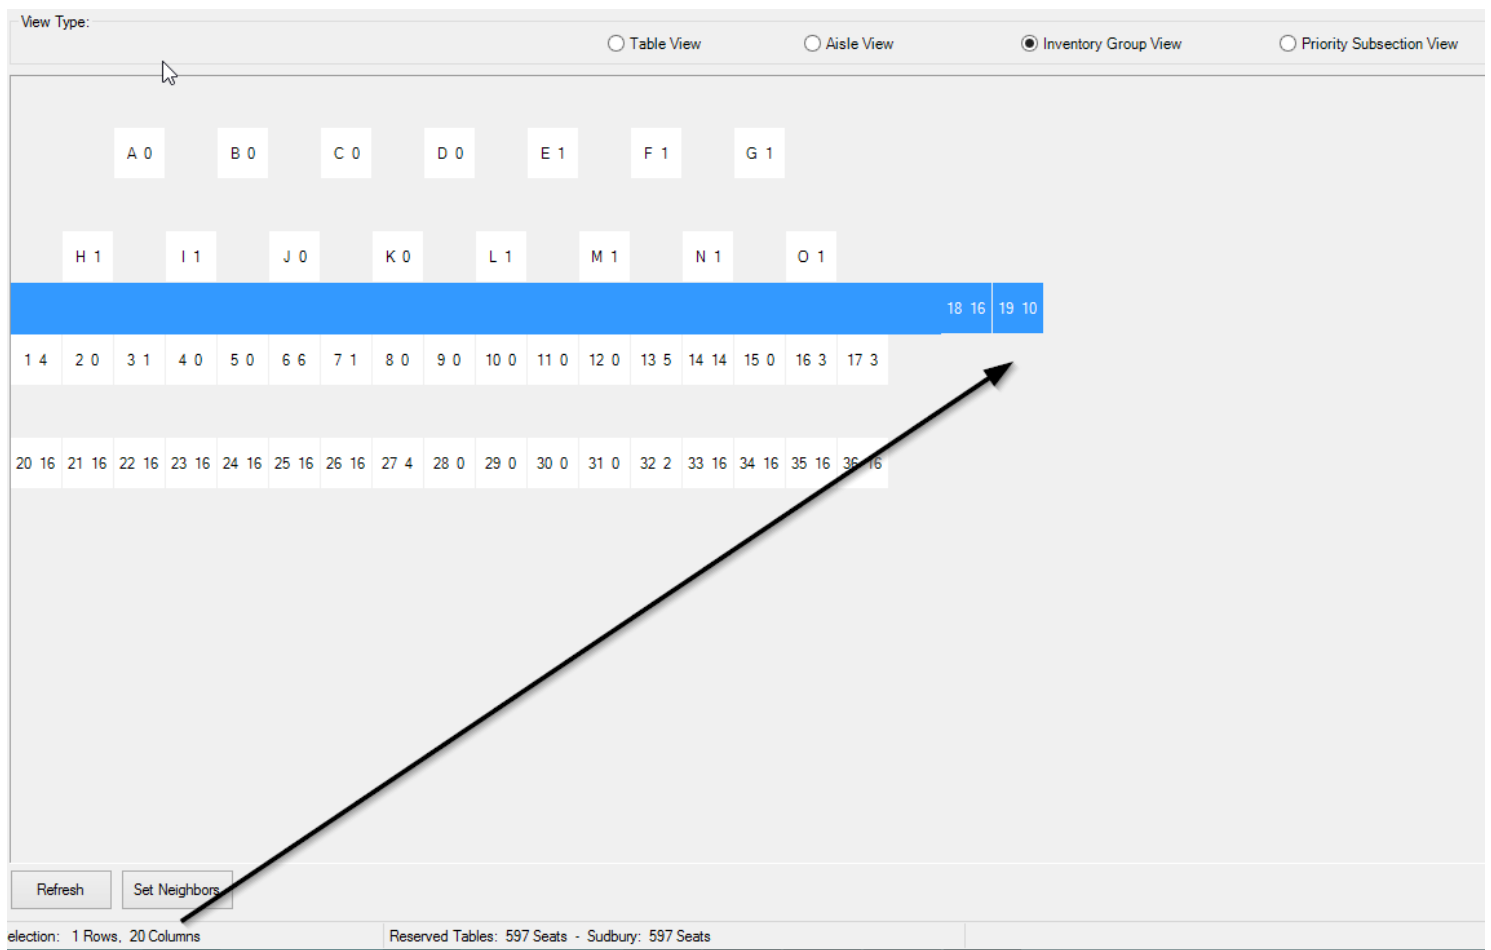 View Type:
Table View Aisle View Inventory Group View Priority Subsection View
A 0 B 0 C 0 D 0 E 1 F 1 G 1
H 1 I 1 J 0 K 0 L 1 M 1 N 1 O 1
18 16 19 10
1 4 2 0 3 1 4 0 5 0 6 6 7 1 8 0 9 0 10 0 11 0 12 0 13 5 14 14 15 0 16 3 17 3
20 16 21 16 22 16 23 16 24 16 25 16 26 16 27 4 28 0 29 0 30 0 31 0 32 2 33 16 34 16 35 16 36 16
Refresh Set Neighbors
election: 1 Rows, 20 Columns Reserved Tables: 597 Seats - Sudbury: 597 Seats